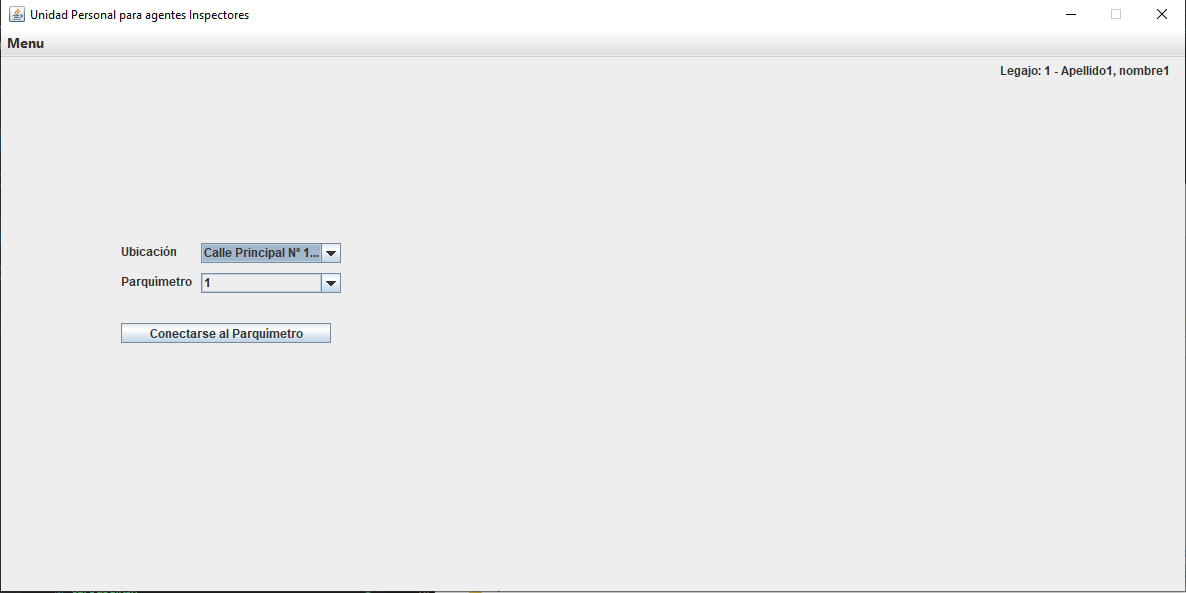 Unidad Personal para agentes Inspectores
Menu
Legajo: 1 - Apellido1, nombre1
Ubicación
Calle Principal N° 1...
Parquímetro
1
Conectarse al Parquímetro